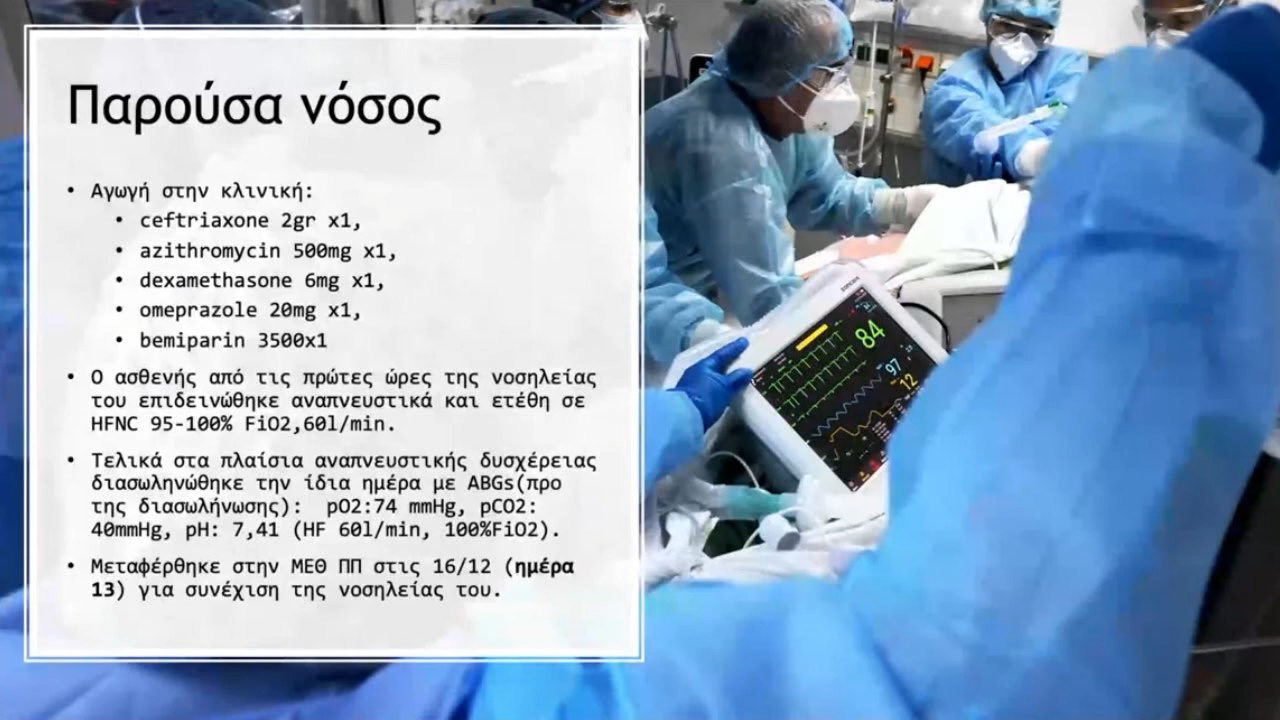 Παρούσα νόσος
• Αγωγή στην κλινική:
• ceftriaxone 2gr x1,
• azithromycin 500mg x1,
• dexamethasone 6mg x1,
• omeprazole 20mg x1,
• bemiparin 3500x1
• Ο ασθενής από τις πρώτες ώρες της νοσηλείας
του επιδεινώθηκε αναπνευστικά και ετέθη σε
HFNC 95-100% FiO2,60l/min.
• Τελικά στα πλαίσια αναπνευστικής δυσχέρειας
διασωληνώθηκε την ίδια ημέρα με ABGs(προ
της διασωλήνωσης):  pO2:74 mmHg, pCO2:
40mmHg, pH: 7,41 (HF 60l/min, 100%FiO2).
• Μεταφέρθηκε στην ΜΕΘ ΠΠ στις 16/12 (ημέρα
13) για συνέχιση της νοσηλείας του.
84
97
12